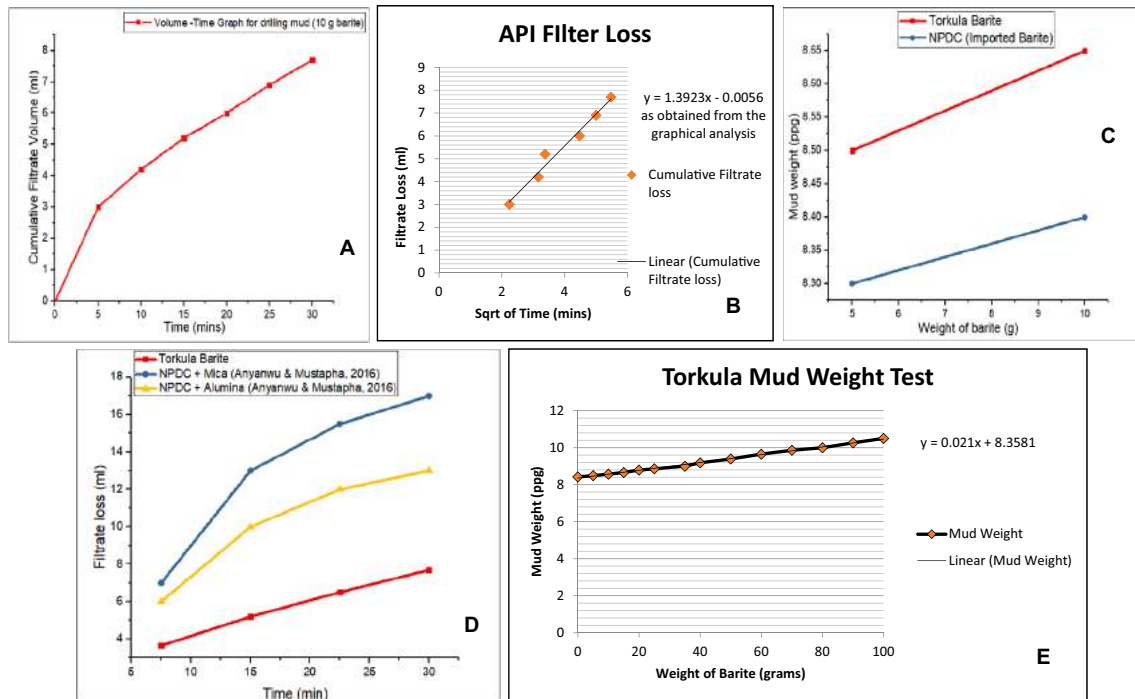 Volume -Time Graph for drilling mud (10 g barite)
Cumulative Filtrate Volume (ml)
8
7
6
5
4
3
2
1
0
0 5 10 15 20 25 30
Time (mins)
A
API FIlter Loss
Filtrate Loss (ml)
9
8
7
6
5
4
3
2
1
0
0 2 4 6
Sqrt of Time (mins)
y = 1.3923x - 0.0056
as obtained from the
graphical analysis
Cumulative Filtrate
loss
Linear (Cumulative
Filtrate loss)
B
Torkula Barite
NPDC (Imported Barite)
Mud weight (ppg)
8.65
8.60
8.55
8.50
8.45
8.40
8.35
8.30
5 6 7 8 9 10
Weight of barite (g)
C
Torkula Barite
NPDC + Mica (Anyanwu & Mustapha, 2016)
NPDC + Alumina (Anyanwu & Mustapha, 2016)
Filtrate loss (ml)
18
16
14
12
10
8
6
4
5 10 15 20 25 30
Time (min)
D
Torkula Mud Weight Test
Mud Weight (ppg)
12
10
8
6
4
2
0
0 20 40 60 80 100
Weight of Barite (grams)
y = 0.021x + 8.3581
Mud Weight
Linear (Mud Weight)
E